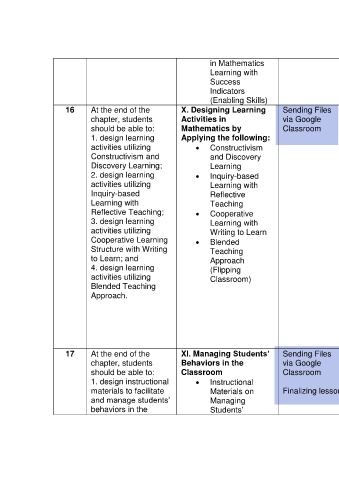 in Mathematics
Learning with
Success
Indicators
(Enabling Skills)
16
At the end of the
chapter, students
should be able to:
1. design learning
activities utilizing
Constructivism and
Discovery Learning;
2. design learning
activities utilizing
Inquiry-based
Learning with
Reflective Teaching;
3. design learning
activities utilizing
Cooperative Learning
Structure with Writing
to Learn; and
4. design learning
activities utilizing
Blended Teaching
Approach.
X. Designing Learning
Activities in
Mathematics by
Applying the following:
• Constructivism
and Discovery
Learning
• Inquiry-based
Learning with
Reflective
Teaching
• Cooperative
Learning with
Writing to Learn
• Blended
Teaching
Approach
(Flipping
Classroom)
Sending Files
via Google
Classroom
17
At the end of the
chapter, students
should be able to:
1. design instructional
materials to facilitate
and manage students'
behaviors in the
XI. Managing Students'
Behaviors in the
Classroom
• Instructional
Materials on
Managing
Students'
Sending Files
via Google
Classroom
Finalizing lesso